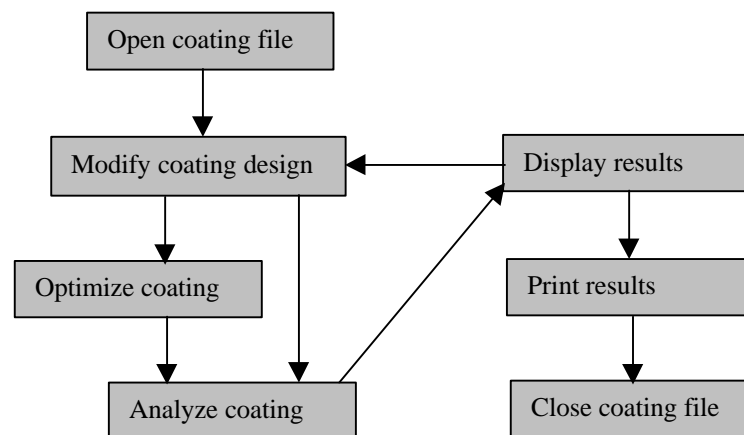 Open coating file
Modify coating design
Display results
Optimize coating
Print results
Analyze coating
Close coating file